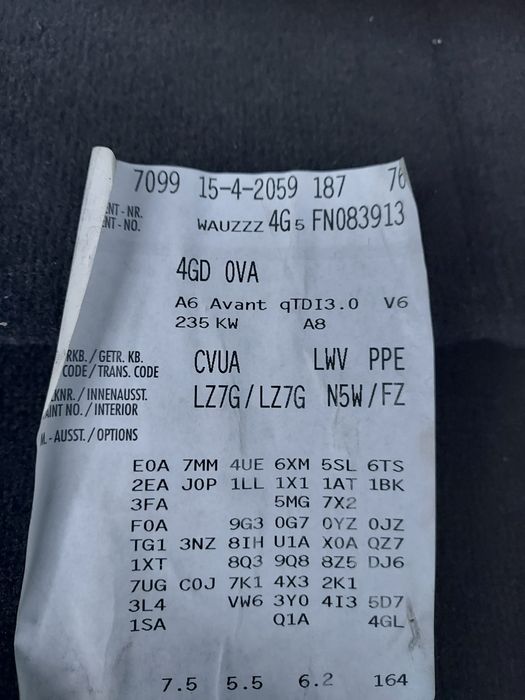 7099 15-4-2059 187 76
ENT-NR.
ENT-NO. WAUZZZ 4G5 FN083913
4GD 0VA
A6 Avant qTDI3.0 V6
235 KW A8
RKB. / GETR. KB.
CODE / TRANS. CODE CVUA LWV PPE
KNR. / INNENAUSST.
AINT NO. / INTERIOR LZ7G/LZ7G N5W/FZ
M.-AUSST. / OPTIONS
E0A 7MM 4UE 6XM 5SL 6TS
2EA J0P 1LL 1X1 1AT 1BK
3FA 5MG 7X2
F0A 9G3 0G7 0YZ 0JZ
TG1 3NZ 8IH U1A X0A QZ7
1XT 8Q3 9Q8 8Z5 DJ6
7UG C0J 7K1 4X3 2K1
3L4 VW6 3Y0 4I3 5D7
1SA Q1A 4GL
7.5 5.5 6.2 164